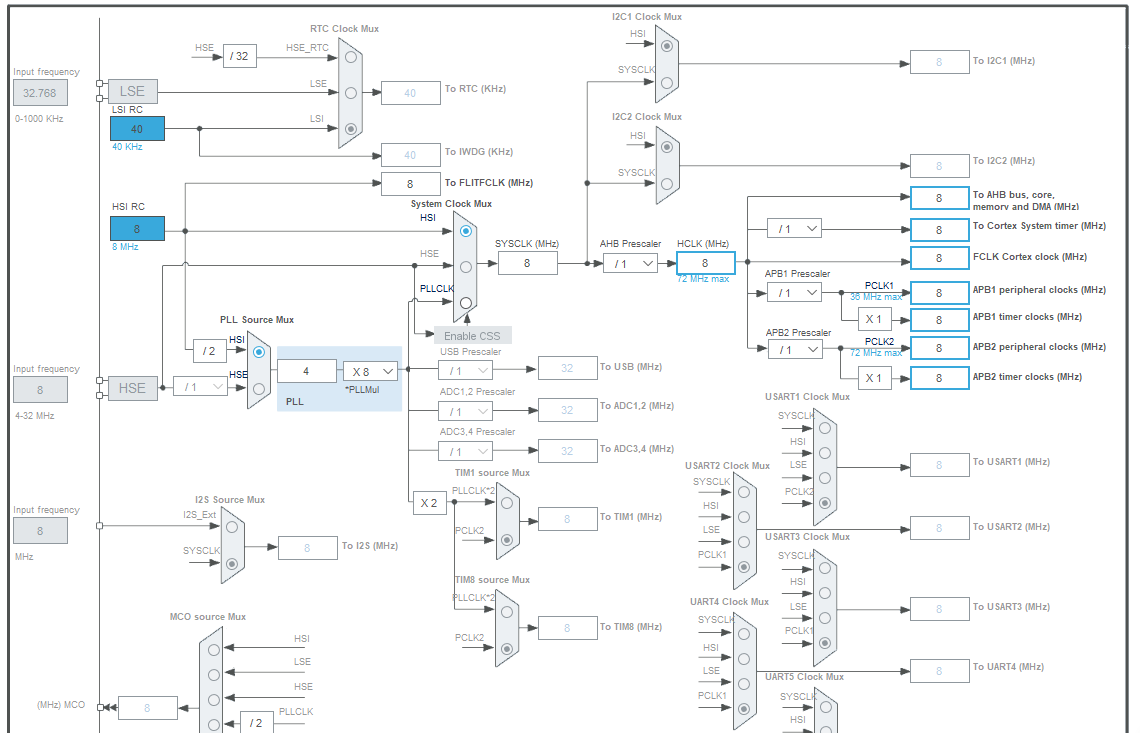 RTC Clock Mux
HSE
/ 32
HSE_RTC
Input frequency
32.768
0-1000 KHz
LSE
LSE
40
To RTC (KHz)
LSI RC
40
40 KHz
LSI
40
To IWDG (KHz)
8
To FLITFCLK (MHz)
HSI RC
8
8 MHz
System Clock Mux
HSI
HSE
PLLCLK
SYSCLK (MHz)
8
Enable CSS
AHB Prescaler
/ 1
HCLK (MHz)
8
72 MHz max
I2C1 Clock Mux
HSI
SYSCLK
8
To I2C1 (MHz)
I2C2 Clock Mux
HSI
SYSCLK
8
To I2C2 (MHz)
8
To AHB bus, core,
memory and DMA (MHz)
/ 1
8
To Cortex System timer (MHz)
8
FCLK Cortex clock (MHz)
APB1 Prescaler
/ 1
PCLK1
36 MHz max
8
APB1 peripheral clocks (MHz)
X 1
8
APB1 timer clocks (MHz)
APB2 Prescaler
/ 1
PCLK2
72 MHz max
8
APB2 peripheral clocks (MHz)
X 1
8
APB2 timer clocks (MHz)
PLL Source Mux
/ 2
HSI
HSE
Input frequency
8
4-32 MHz
HSE
/ 1
4
X 8
*PLLMul
PLL
USB Prescaler
/ 1
32
To USB (MHz)
ADC1,2 Prescaler
/ 1
32
To ADC1,2 (MHz)
ADC3,4 Prescaler
/ 1
32
To ADC3,4 (MHz)
X 2
TIM1 source Mux
PLLCLK*2
PCLK2
8
To TIM1 (MHz)
TIM8 source Mux
PLLCLK*2
PCLK2
8
To TIM8 (MHz)
Input frequency
8
MHz
I2S Source Mux
I2S_Ext
SYSCLK
8
To I2S (MHz)
MCO source Mux
HSI
LSE
HSE
PLLCLK
/ 2
(MHz) MCO
8
USART1 Clock Mux
SYSCLK
HSI
LSE
PCLK2
8
To USART1 (MHz)
USART2 Clock Mux
SYSCLK
HSI
LSE
PCLK1
8
To USART2 (MHz)
USART3 Clock Mux
SYSCLK
HSI
LSE
PCLK1
8
To USART3 (MHz)
UART4 Clock Mux
SYSCLK
HSI
LSE
PCLK1
8
To UART4 (MHz)
UART5 Clock Mux
SYSCLK
HSI